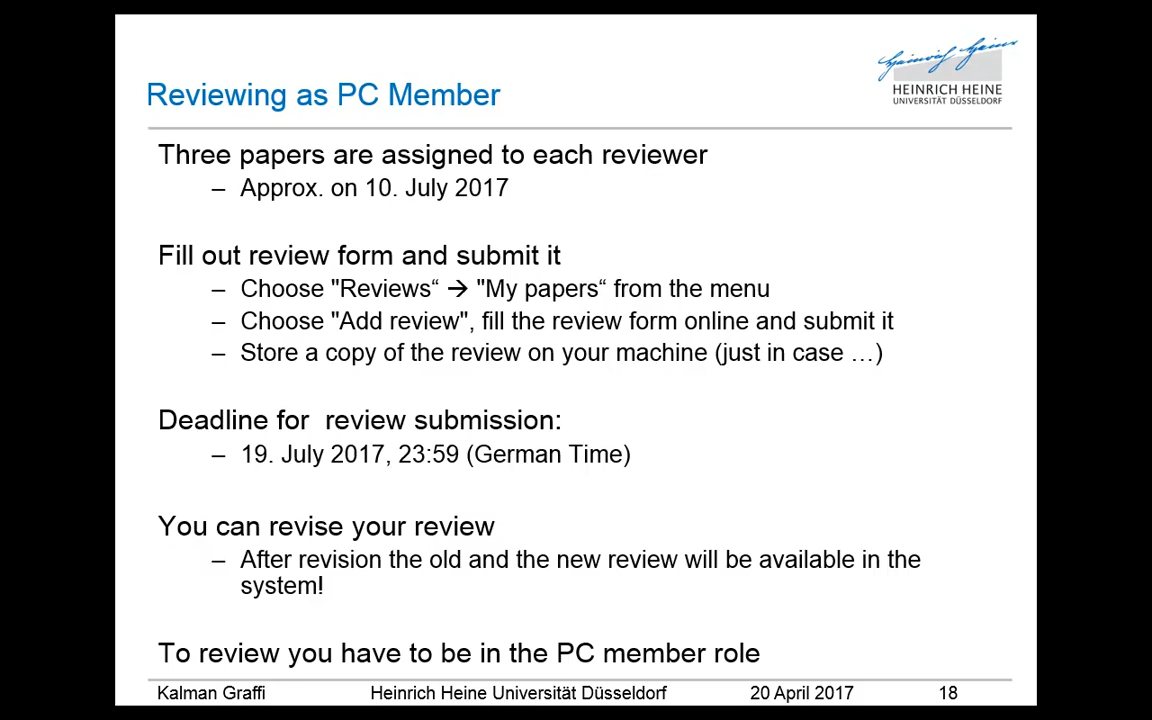 Heinrich Heine
HEINRICH HEINE
UNIVERSITÄT DÜSSELDORF
Reviewing as PC Member
Three papers are assigned to each reviewer
– Approx. on 10. July 2017
Fill out review form and submit it
– Choose "Reviews“ → "My papers“ from the menu
– Choose "Add review", fill the review form online and submit it
– Store a copy of the review on your machine (just in case …)
Deadline for  review submission:
– 19. July 2017, 23:59 (German Time)
You can revise your review
– After revision the old and the new review will be available in the
system!
To review you have to be in the PC member role
Kalman Graffi Heinrich Heine Universität Düsseldorf 20 April 2017 18